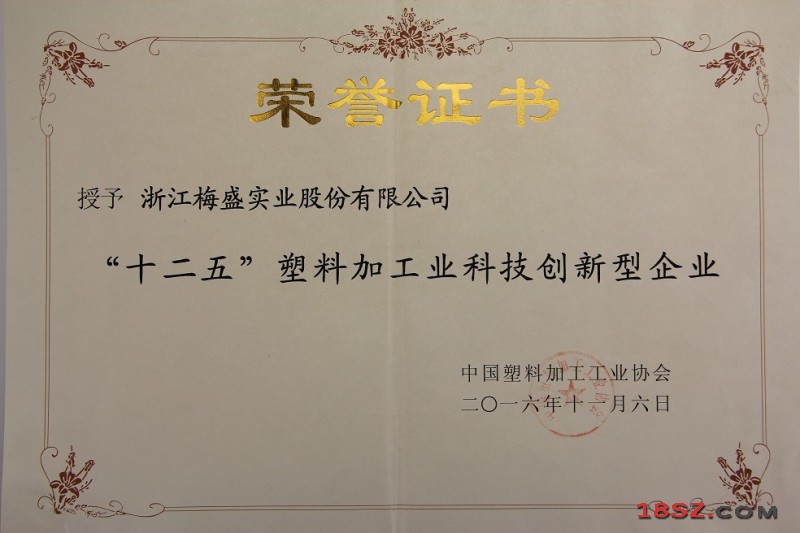 荣誉证书
授予 浙江梅盛实业股份有限公司
“十二五”塑料加工业科技创新型企业
中国塑料加工工业协会
二〇一六年十一月六日
18SZ.COM